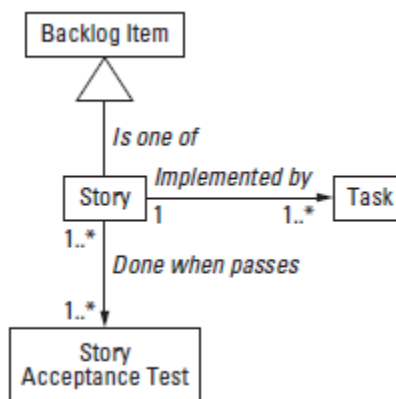 Backlog Item
Is one of
Implemented by
Story
Task
1
1..*
1..*
Done when passes
1..*
Story
Acceptance Test